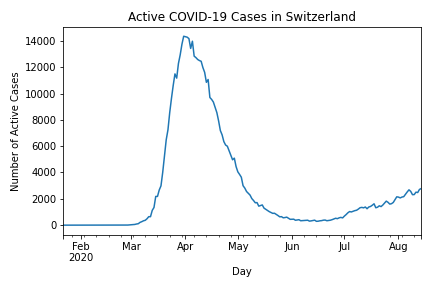 Active COVID-19 Cases in Switzerland
14000
12000
10000
8000
6000
4000
2000
0
Number of Active Cases
Feb Mar Apr May Jun Jul Aug
2020
Day